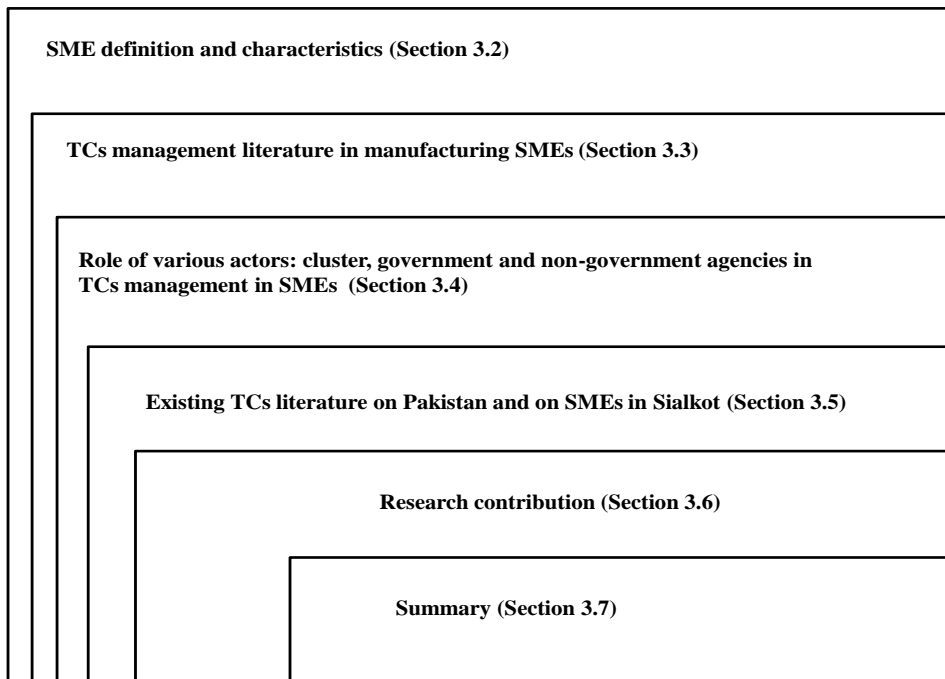 SME definition and characteristics (Section 3.2)
TCs management literature in manufacturing SMEs (Section 3.3)
Role of various actors: cluster, government and non-government agencies in
TCs management in SMEs (Section 3.4)
Existing TCs literature on Pakistan and on SMEs in Sialkot (Section 3.5)
Research contribution (Section 3.6)
Summary (Section 3.7)